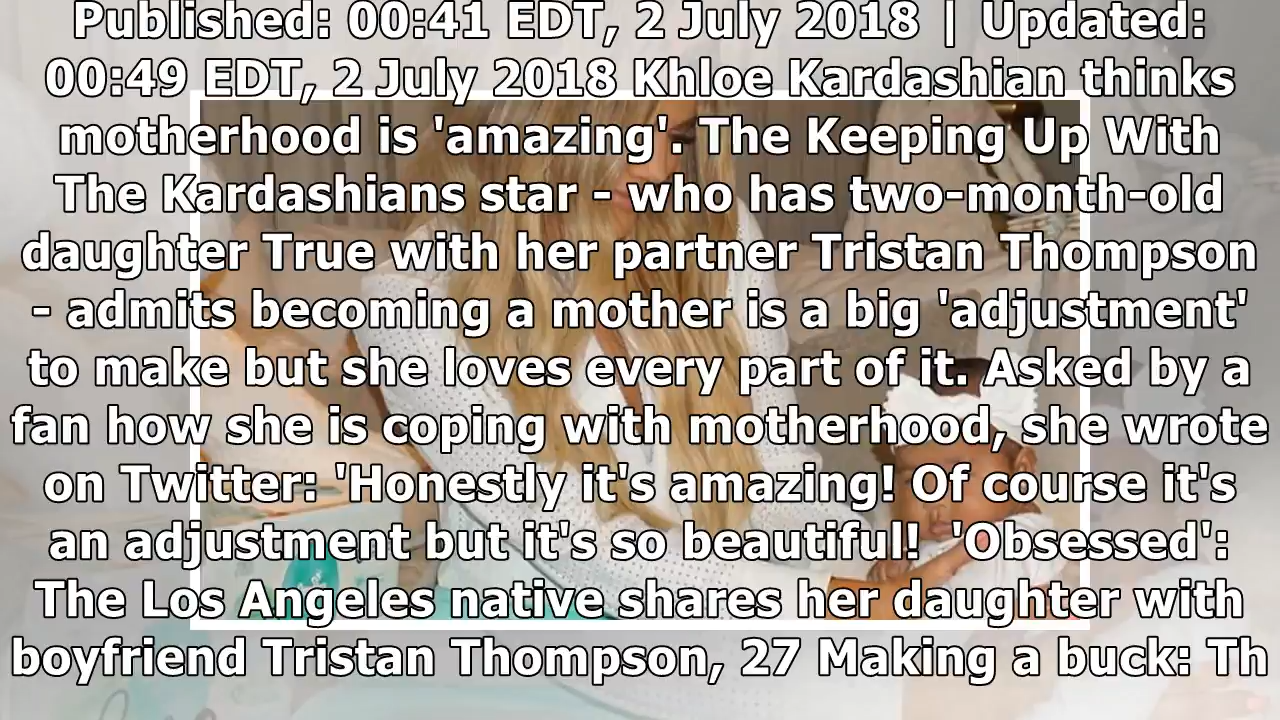 Published: 00:41 EDT, 2 July 2018 | Updated:
00:49 EDT, 2 July 2018 Khloe Kardashian thinks
motherhood is 'amazing'. The Keeping Up With
The Kardashians star - who has two-month-old
daughter True with her partner Tristan Thompson
- admits becoming a mother is a big 'adjustment'
to make but she loves every part of it. Asked by a
fan how she is coping with motherhood, she wrote
on Twitter: 'Honestly it's amazing! Of course it's
an adjustment but it's so beautiful!  'Obsessed':
The Los Angeles native shares her daughter with
boyfriend Tristan Thompson, 27 Making a buck: Th